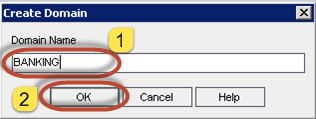 Create Domain
Domain Name
1
BANKING
2
OK Cancel Help